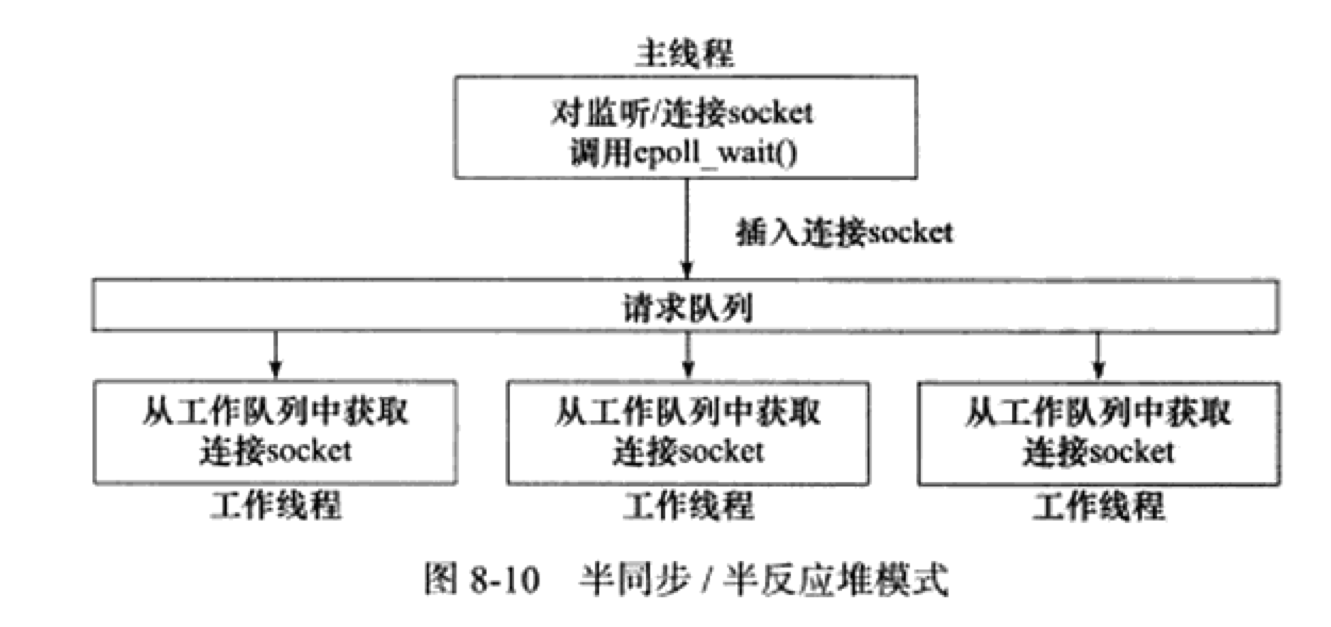 主线程
对监听/连接socket
调用epoll_wait()
插入连接socket
请求队列
从工作队列中获取
连接socket
工作线程
从工作队列中获取
连接socket
工作线程
从工作队列中获取
连接socket
工作线程
图 8-10 半同步 / 半反应堆模式